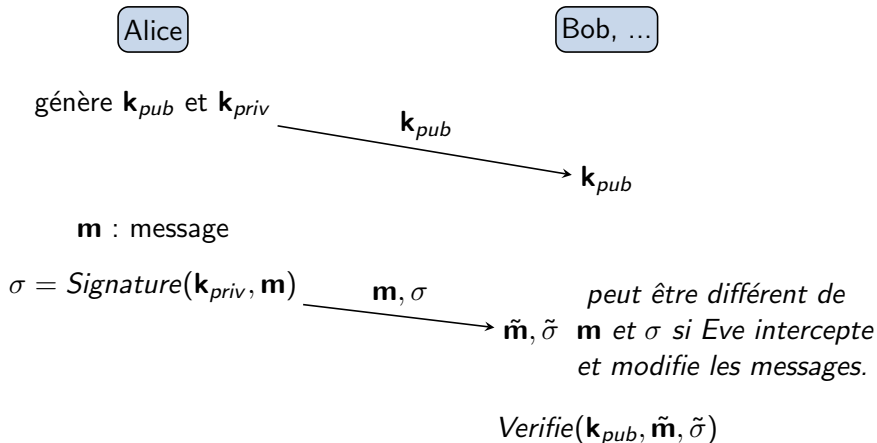 Alice
Bob, ...
génère k_pub et k_priv
k_pub
k_pub
m : message
σ = Signature(k_priv, m)
m, σ
m̃, σ̃
peut être différent de
m et σ si Eve intercepte
et modifie les messages.
Verifie(k_pub, m̃, σ̃)